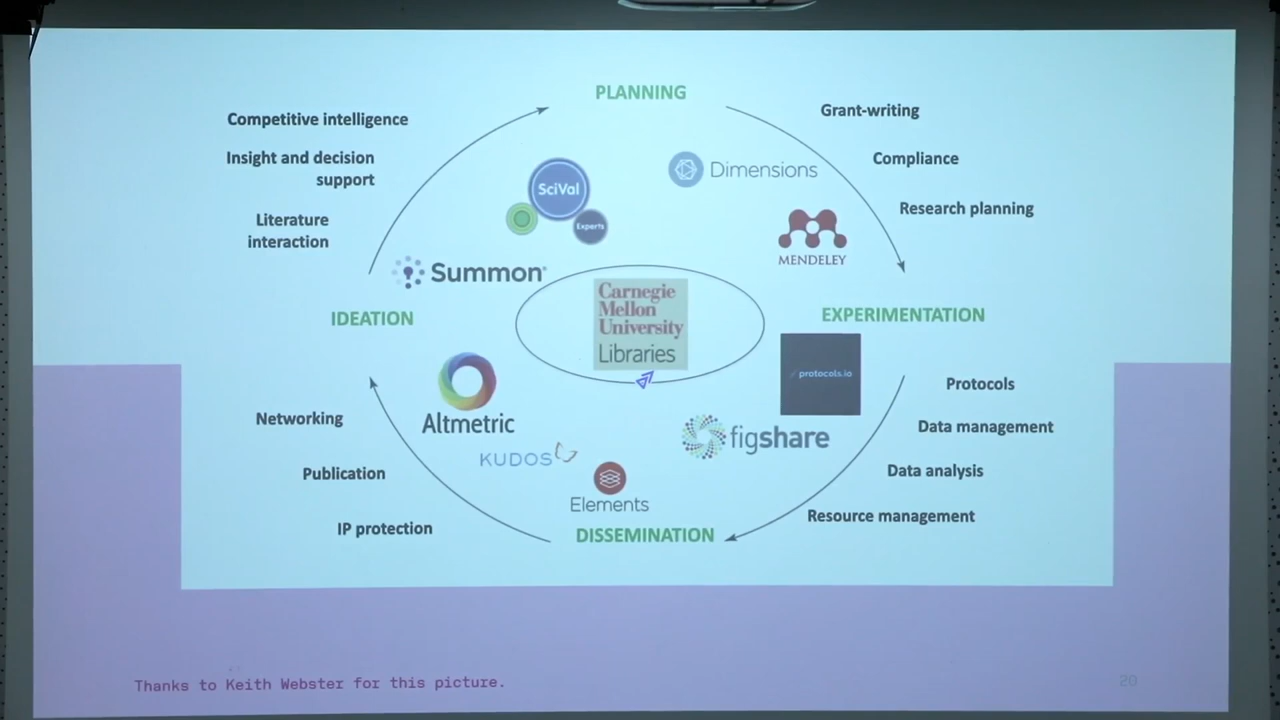 PLANNING
Competitive intelligence
Insight and decision
support
Literature
interaction
Grant-writing
Compliance
Research planning
SciVal
Experts
Dimensions
MENDELEY
Summon
Carnegie
Mellon
University
Libraries
IDEATION
EXPERIMENTATION
protocols.io
Altmetric
KUDOS
figshare
Elements
Protocols
Data management
Data analysis
Resource management
Networking
Publication
IP protection
DISSEMINATION
Thanks to Keith Webster for this picture.
20